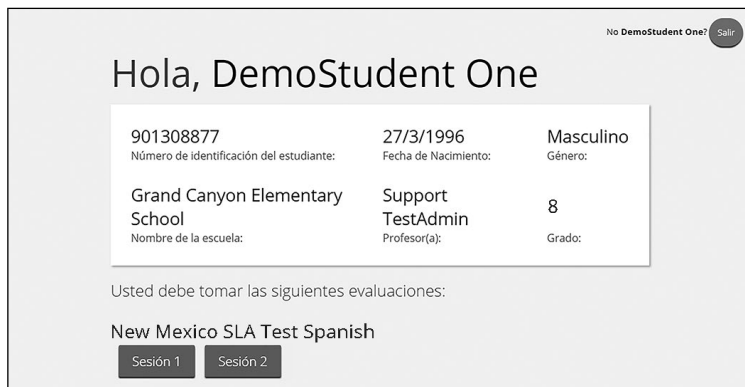 No DemoStudent One? Salir
Hola, DemoStudent One
901308877 27/3/1996 Masculino
Número de identificación del estudiante: Fecha de Nacimiento: Género:
Grand Canyon Elementary Support 8
School TestAdmin
Nombre de la escuela: Profesor(a): Grado:
Usted debe tomar las siguientes evaluaciones:
New Mexico SLA Test Spanish
Sesión 1 Sesión 2